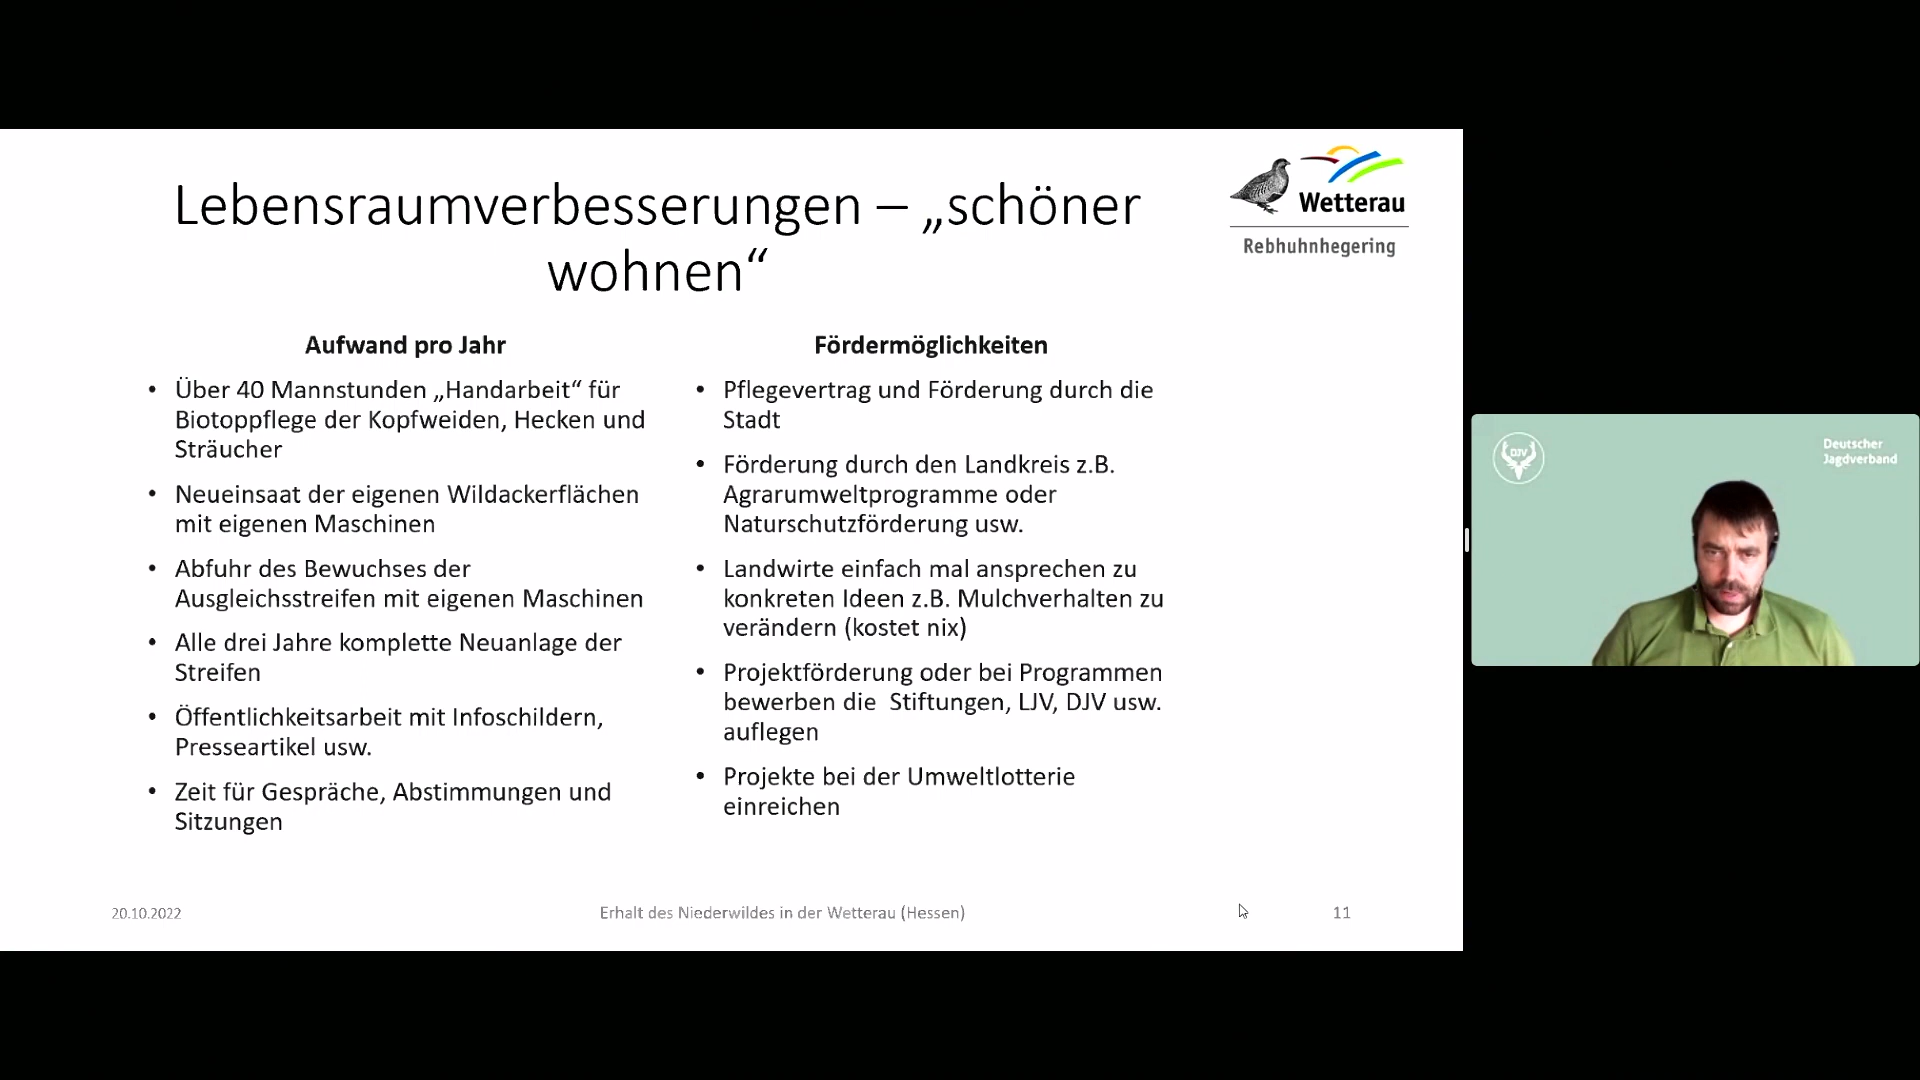 Lebensraumverbesserungen – „schöner
wohnen“
Wetterau
Rebhuhnhegering
Aufwand pro Jahr
• Über 40 Mannstunden „Handarbeit“ für
Biotoppflege der Kopfweiden, Hecken und
Sträucher
• Neueinsaat der eigenen Wildackerflächen
mit eigenen Maschinen
• Abfuhr des Bewuchses der
Ausgleichsstreifen mit eigenen Maschinen
• Alle drei Jahre komplette Neuanlage der
Streifen
• Öffentlichkeitsarbeit mit Infoschildern,
Presseartikel usw.
• Zeit für Gespräche, Abstimmungen und
Sitzungen
Fördermöglichkeiten
• Pflegevertrag und Förderung durch die
Stadt
• Förderung durch den Landkreis z.B.
Agrarumweltprogramme oder
Naturschutzförderung usw.
• Landwirte einfach mal ansprechen zu
konkreten Ideen z.B. Mulchverhalten zu
verändern (kostet nix)
• Projektförderung oder bei Programmen
bewerben die  Stiftungen, LJV, DJV usw.
auflegen
• Projekte bei der Umweltlotterie
einreichen
20.10.2022
Erhalt des Niederwildes in der Wetterau (Hessen)
11
DJV
Deutscher
Jagdverband